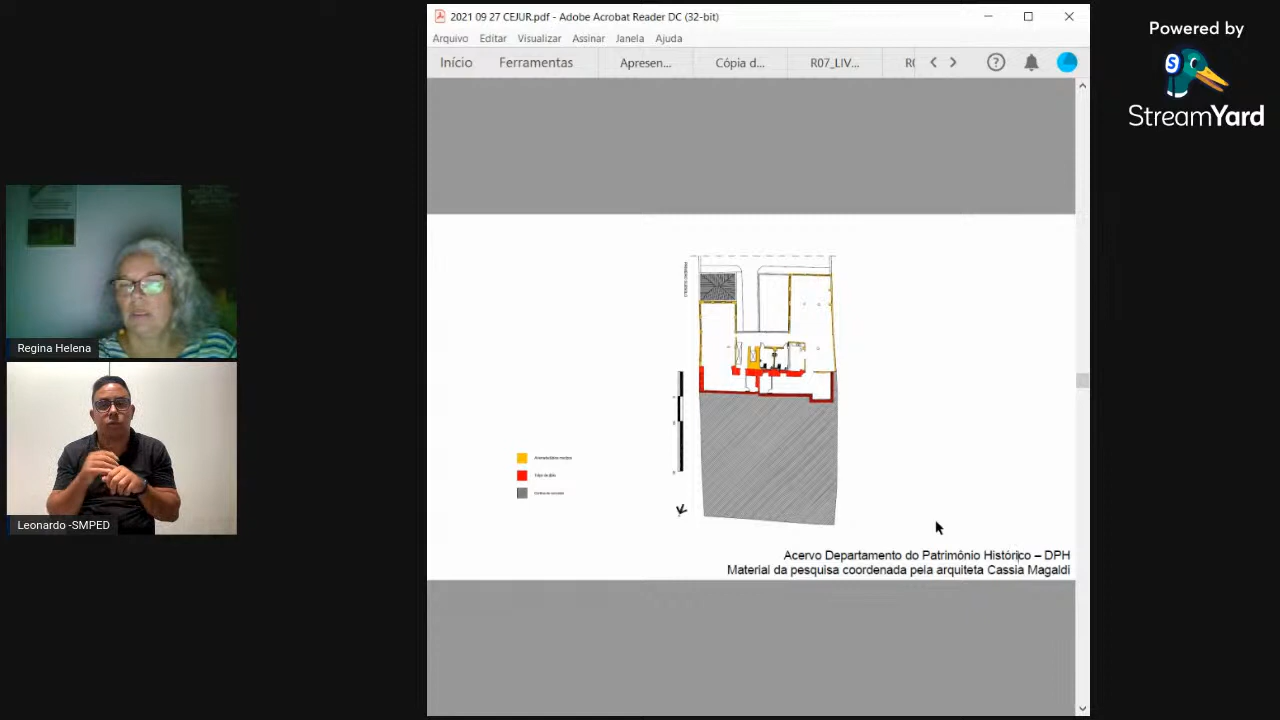 2021 09 27 CEJUR.pdf - Adobe Acrobat Reader DC (32-bit)
Arquivo Editar Visualizar Assinar Janela Ajuda
Início Ferramentas Apresen... Cópia d... R07_LIV...
Powered by
StreamYard
Regina Helena
Leonardo -SMPED
Acervo Departamento do Patrimônio Histórico – DPH
Material da pesquisa coordenada pela arquiteta Cassia Magaldi